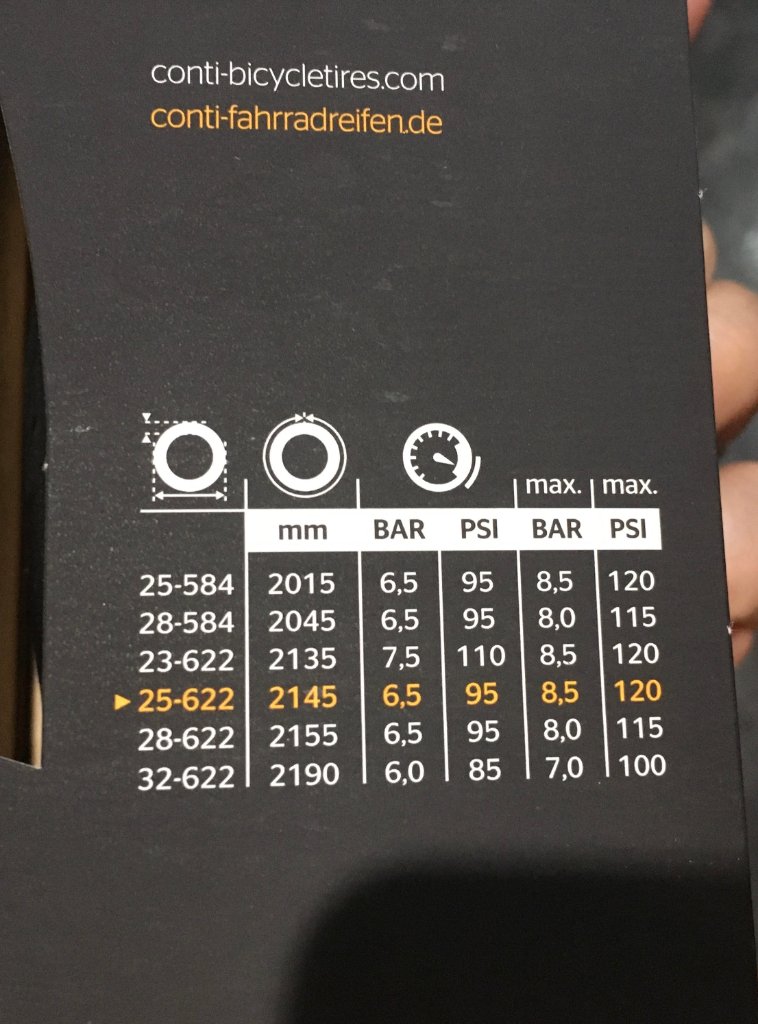 conti-bicycletires.com
conti-fahrradreifen.de
max. max.
mm BAR PSI BAR PSI
25-584 2015 6,5 95 8,5 120
28-584 2045 6,5 95 8,0 115
23-622 2135 7,5 110 8,5 120
25-622 2145 6,5 95 8,5 120
28-622 2155 6,5 95 8,0 115
32-622 2190 6,0 85 7,0 100